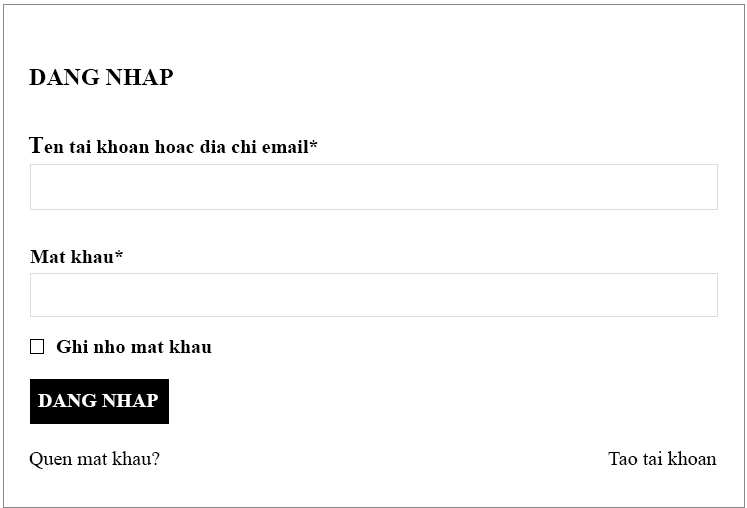 DANG NHAP
Ten tai khoan hoac dia chi email*
Mat khau*
Ghi nho mat khau
DANG NHAP
Quen mat khau? Tao tai khoan